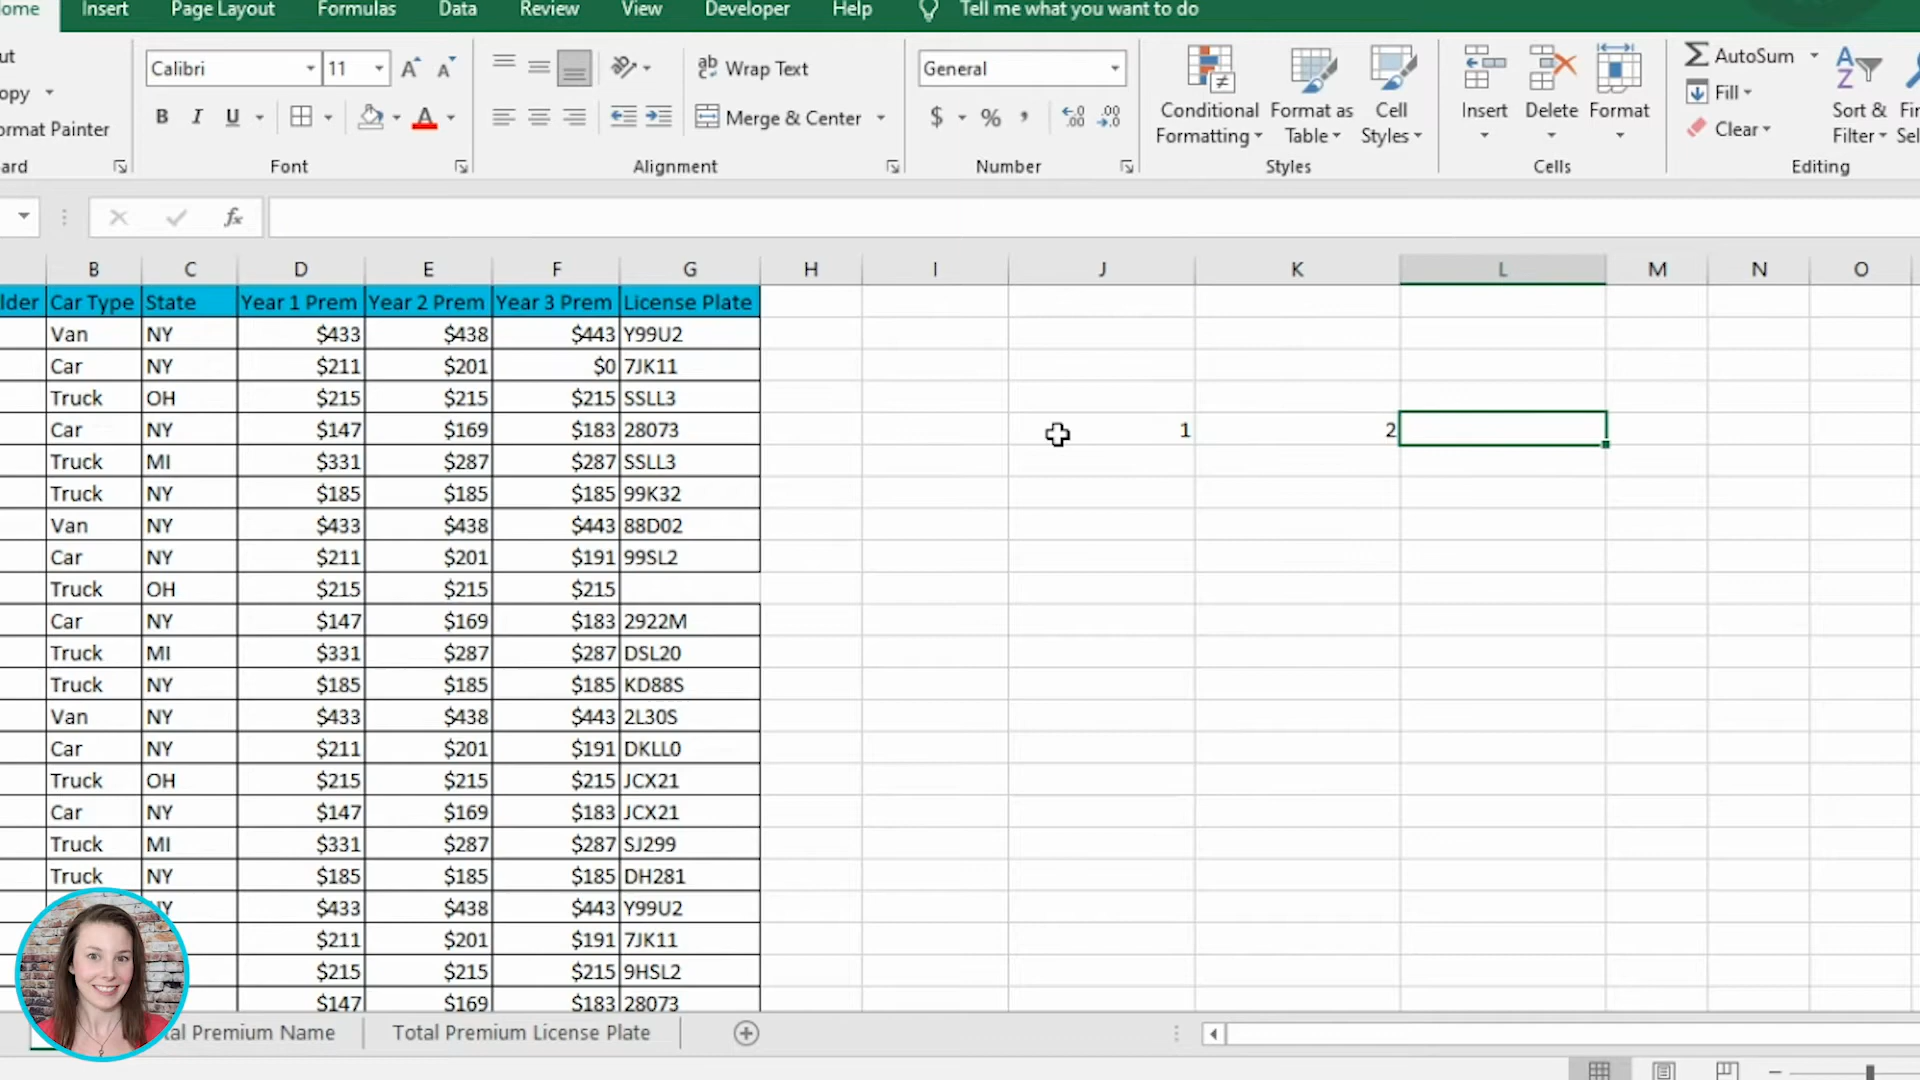 ome Insert Page Layout Formulas Data Review View Developer Help Tell me what you want to do
ut
opy
ormat Painter
Calibri 11
B I U A
ab Wrap Text
Merge & Center
General
$ %
Conditional Formatting
Format as Table
Cell Styles
Insert Delete Format
AutoSum
Fill
Clear
Sort & Filter
Fin
Sel
ard Font Alignment Number Styles Cells Editing
fx
B C D E F G H I J K L M N O
lder Car Type State Year 1 Prem Year 2 Prem Year 3 Prem License Plate
Van NY $433 $438 $443 Y99U2
Car NY $211 $201 $0 7JK11
Truck OH $215 $215 $215 SSLL3
Car NY $147 $169 $183 28073 1 2
Truck MI $331 $287 $287 SSLL3
Truck NY $185 $185 $185 99K32
Van NY $433 $438 $443 88D02
Car NY $211 $201 $191 99SL2
Truck OH $215 $215 $215
Car NY $147 $169 $183 2922M
Truck MI $331 $287 $287 DSL20
Truck NY $185 $185 $185 KD88S
Van NY $433 $438 $443 2L30S
Car NY $211 $201 $191 DKLL0
Truck OH $215 $215 $215 JCX21
Car NY $147 $169 $183 JCX21
Truck MI $331 $287 $287 SJ299
Truck NY $185 $185 $185 DH281
NY $433 $438 $443 Y99U2
$211 $201 $191 7JK11
$215 $215 $215 9HSL2
$147 $169 $183 28073
tal Premium Name Total Premium License Plate